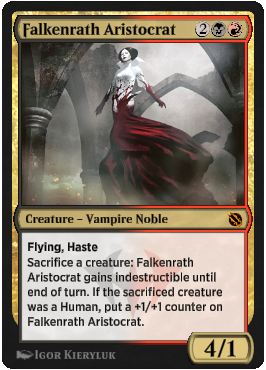 Falkenrath Aristocrat 2
Creature – Vampire Noble
Flying, Haste
Sacrifice a creature: Falkenrath
Aristocrat gains indestructible until
end of turn. If the sacrificed creature
was a Human, put a +1/+1 counter on
Falkenrath Aristocrat.
4/1
IGOR KIERYLUK